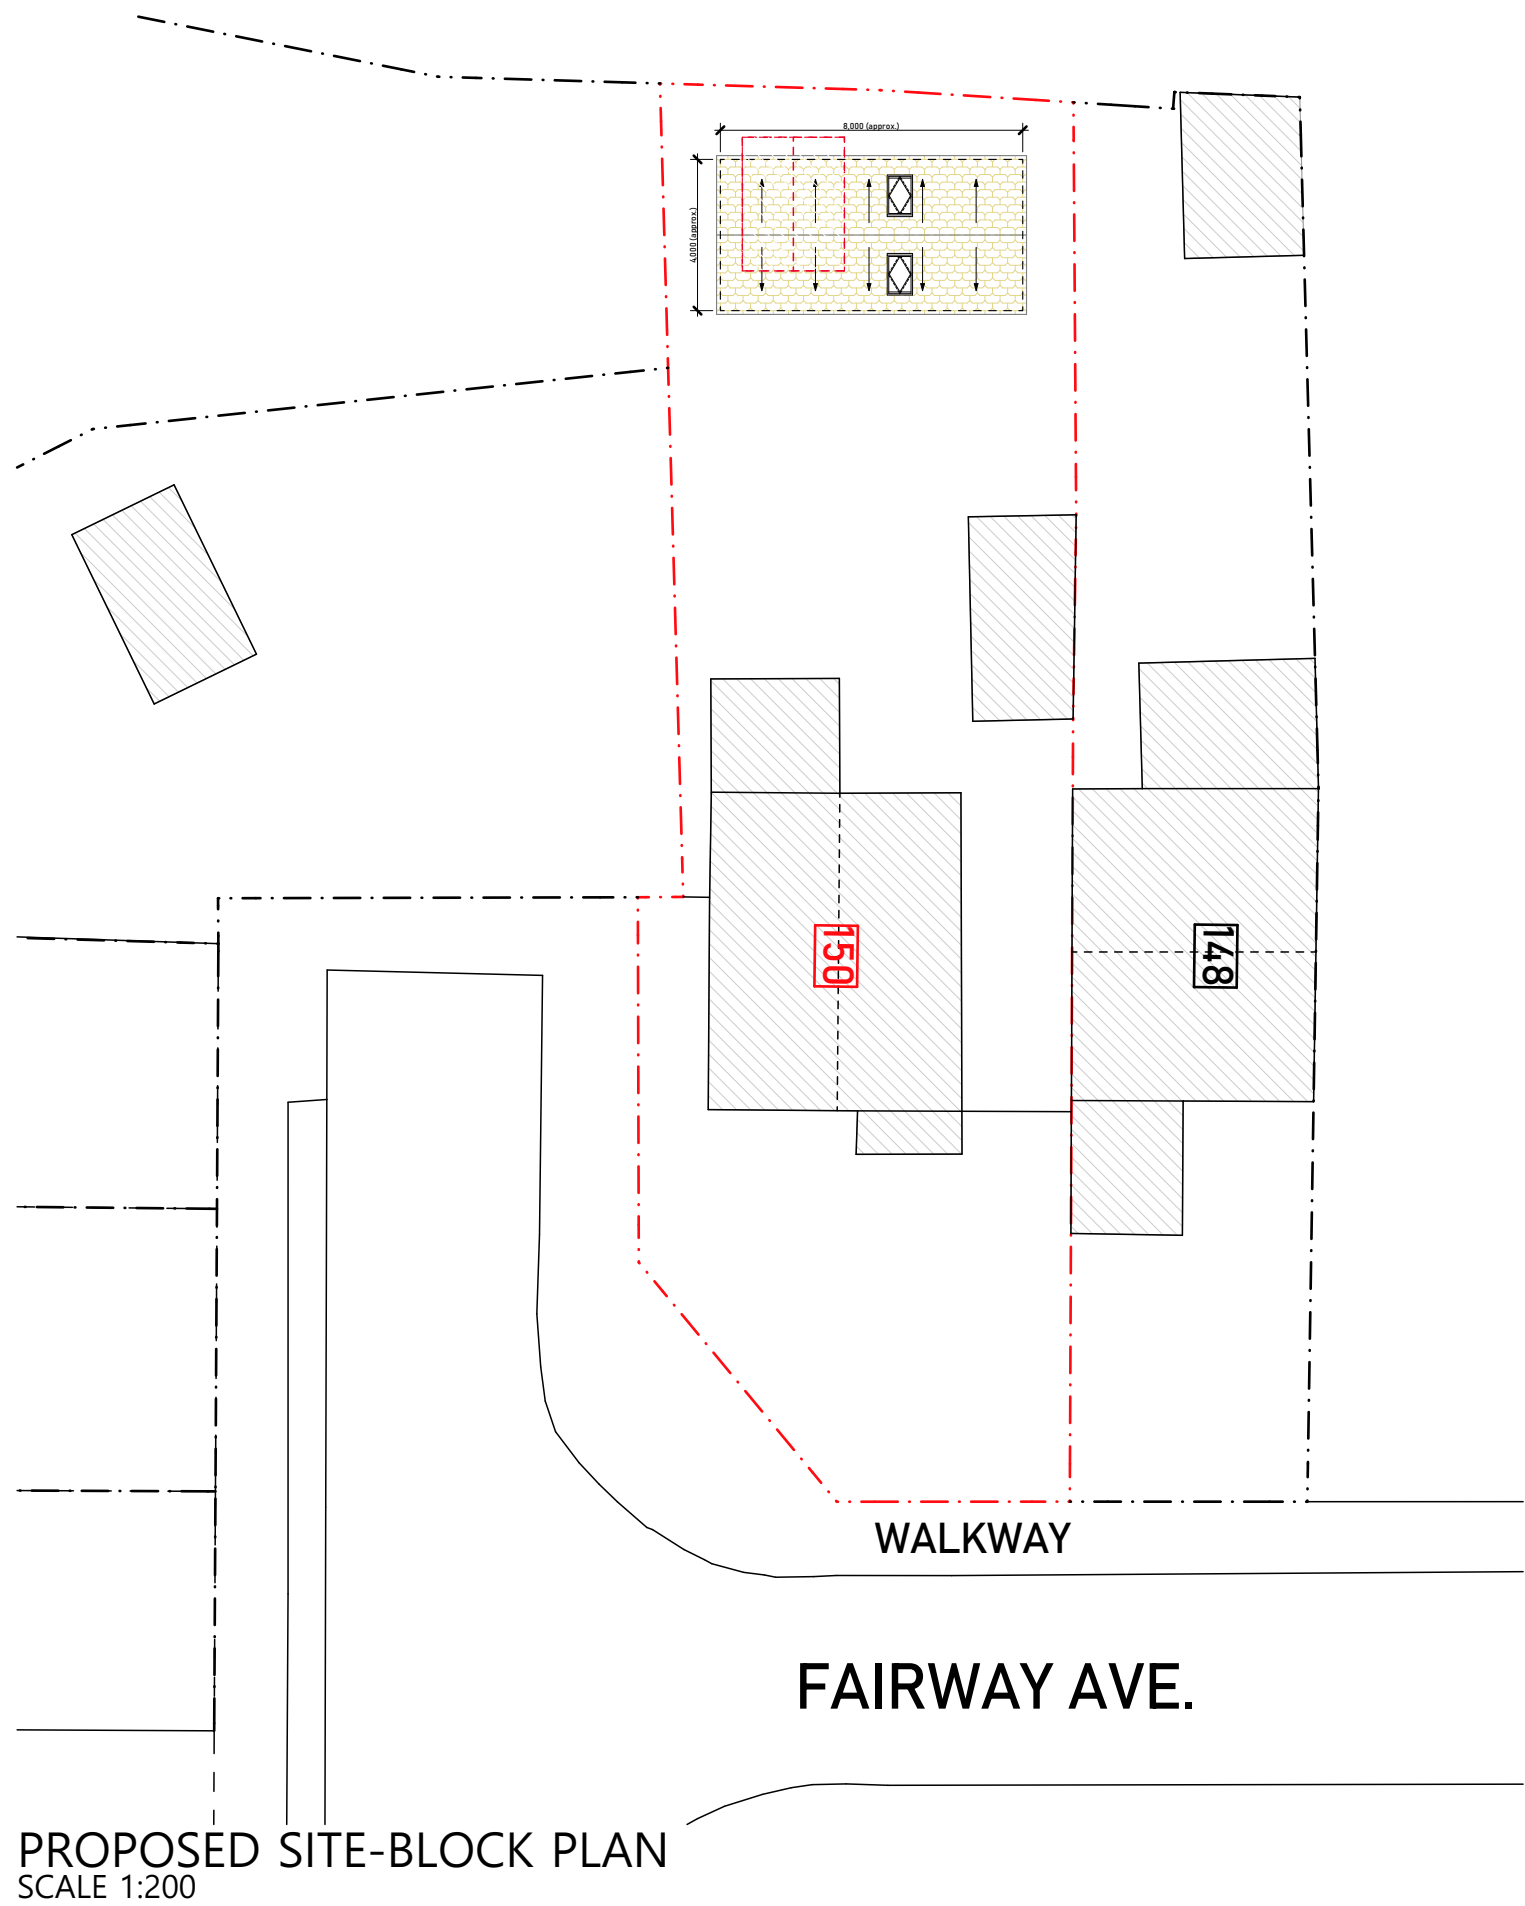 8,000 (approx.)
4,000 (approx.)
150
148
WALKWAY
FAIRWAY AVE.
PROPOSED SITE-BLOCK PLAN
SCALE 1:200